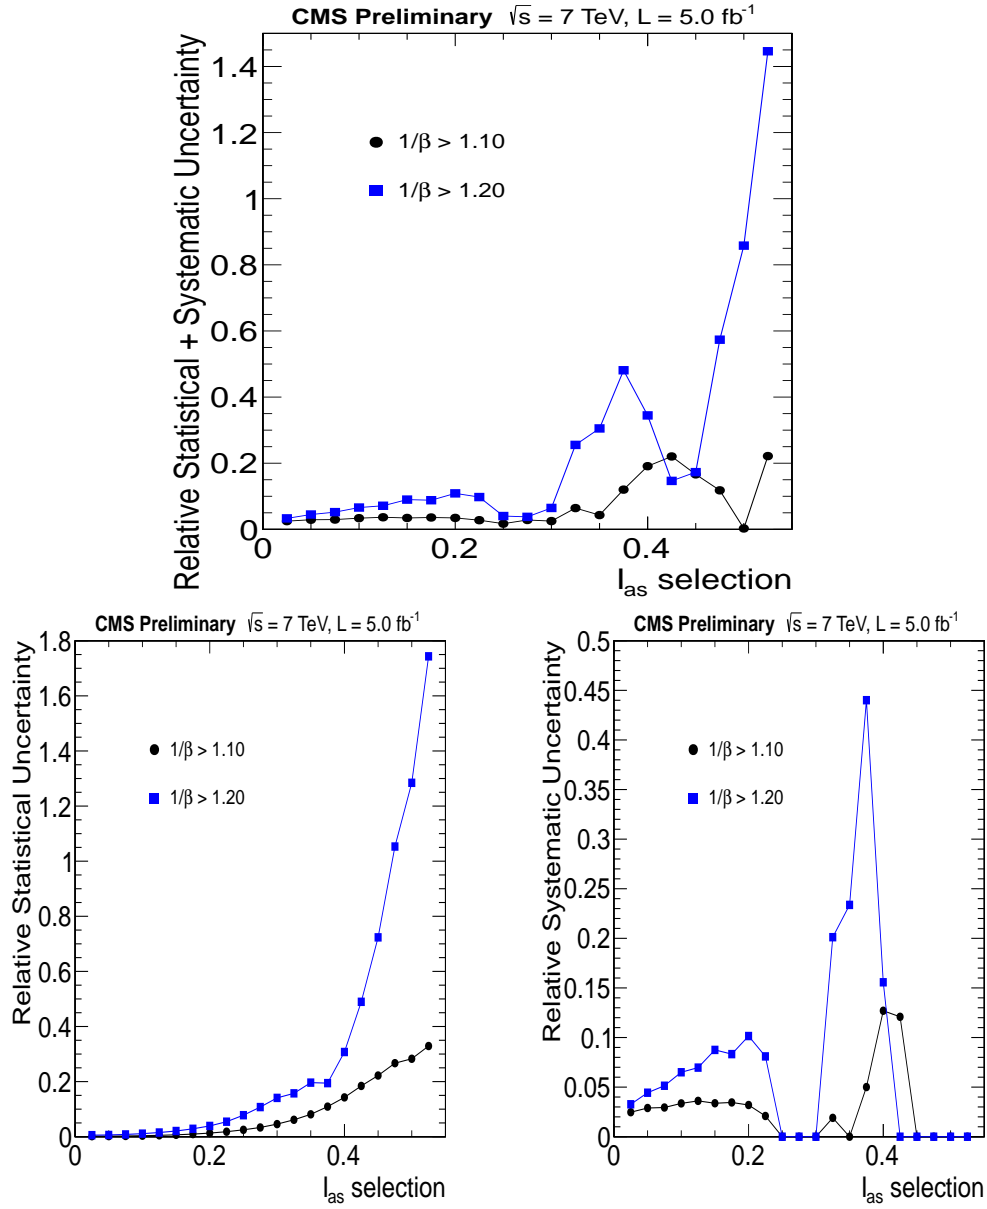 CMS Preliminary √s = 7 TeV, L = 5.0 fb⁻¹
Relative Statistical + Systematic Uncertainty
1.4
1.2
1
0.8
0.6
0.4
0.2
0
1/β > 1.10
1/β > 1.20
0 0.2 0.4
I_as selection
CMS Preliminary √s = 7 TeV, L = 5.0 fb⁻¹
Relative Statistical Uncertainty
1.8
1.6
1.4
1.2
1
0.8
0.6
0.4
0.2
0
1/β > 1.10
1/β > 1.20
0 0.2 0.4
I_as selection
CMS Preliminary √s = 7 TeV, L = 5.0 fb⁻¹
Relative Systematic Uncertainty
0.5
0.45
0.4
0.35
0.3
0.25
0.2
0.15
0.1
0.05
0
1/β > 1.10
1/β > 1.20
0 0.2 0.4
I_as selection